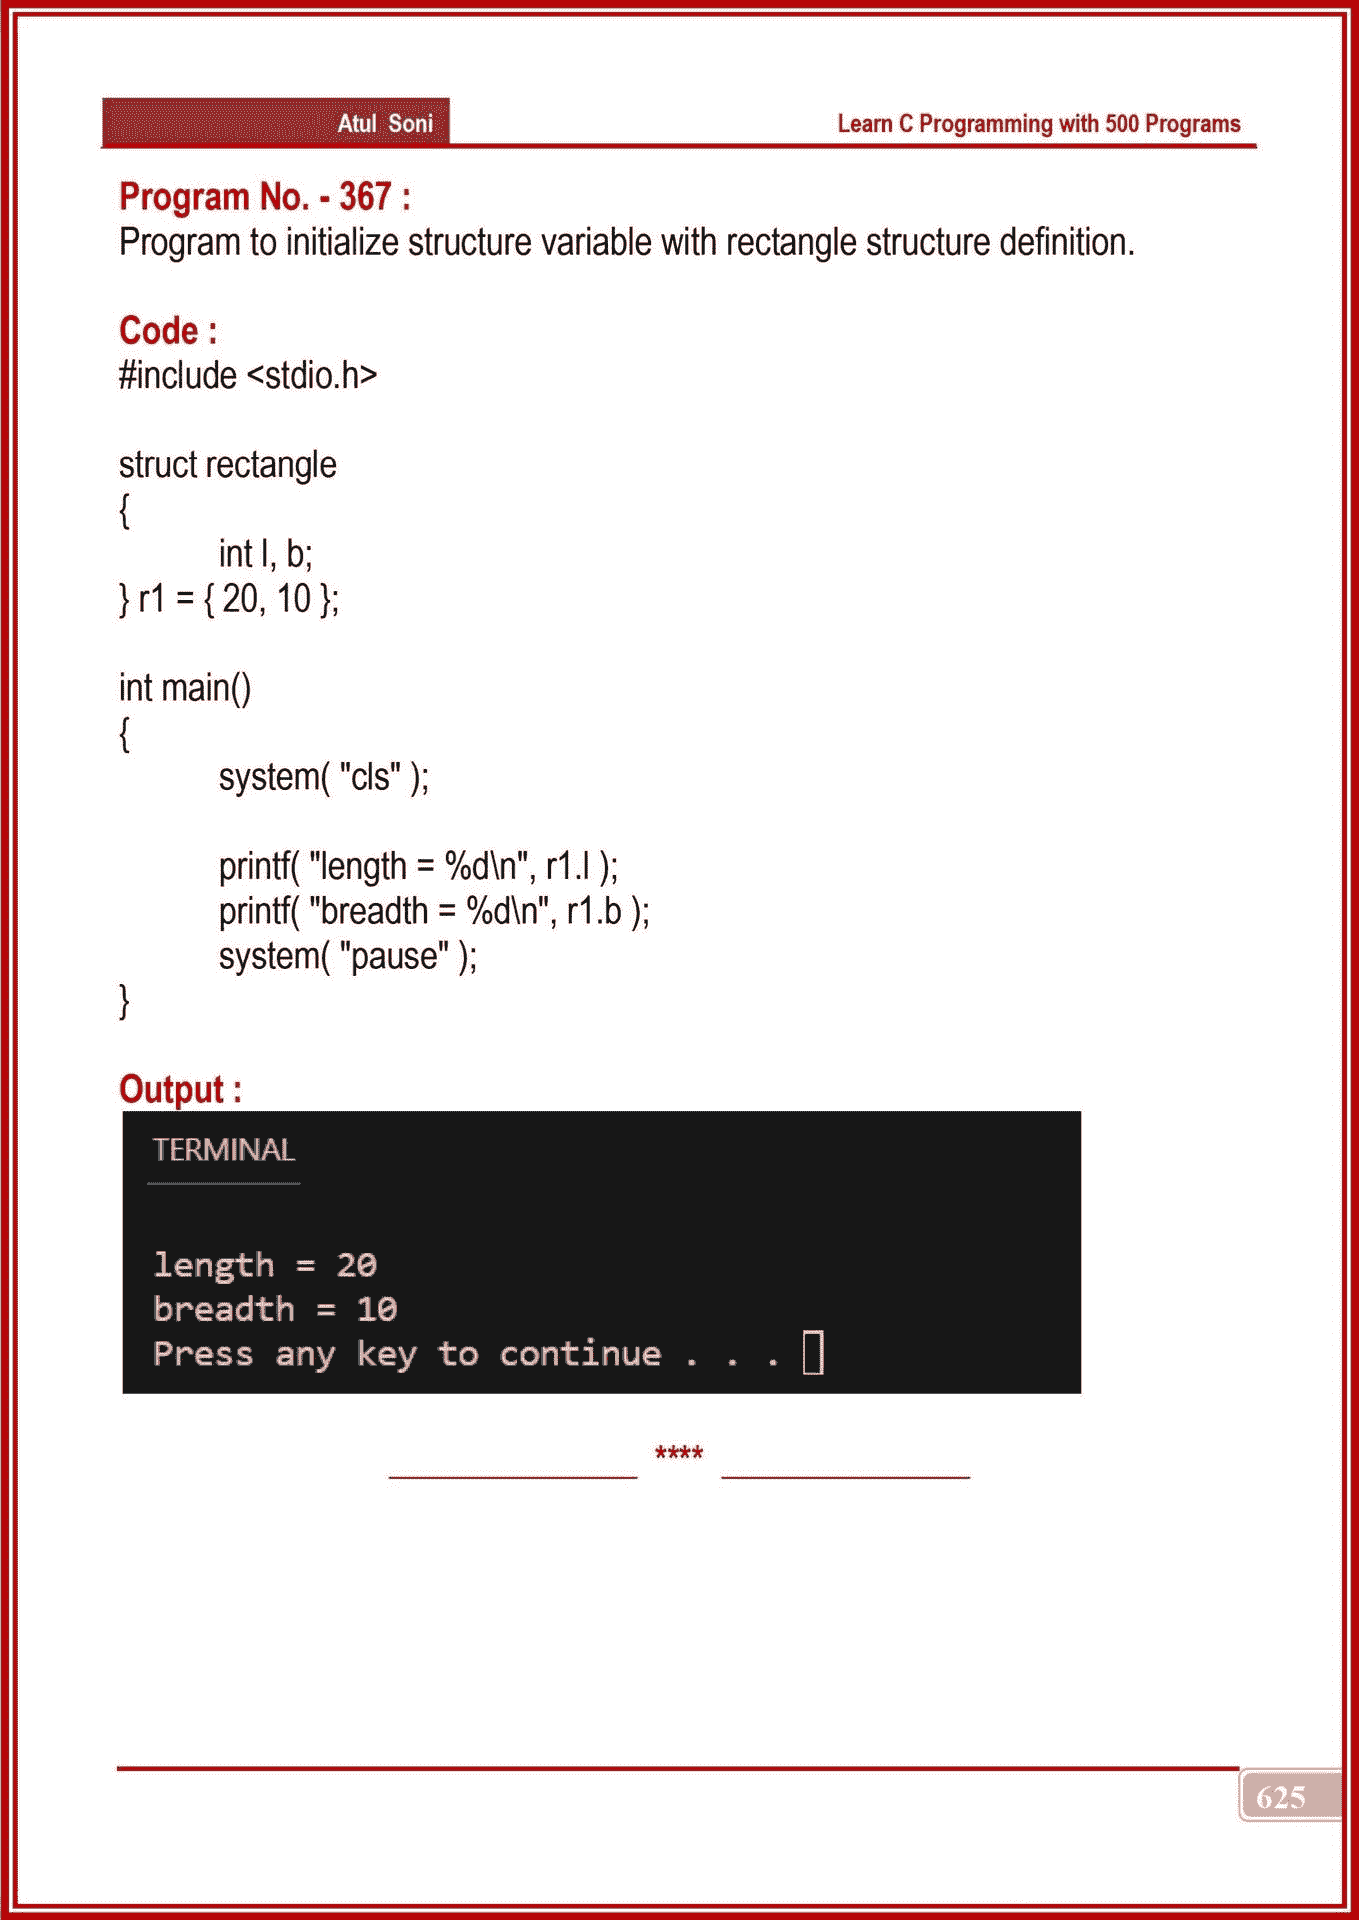 Atul Soni
Learn C Programming with 500 Programs
Program No. - 367 :
Program to initialize structure variable with rectangle structure definition.
Code :
#include <stdio.h>
struct rectangle
{
int l, b;
} r1 = { 20, 10 };
int main()
{
system( "cls" );
printf( "length = %d\n", r1.l );
printf( "breadth = %d\n", r1.b );
system( "pause" );
}
Output :
TERMINAL
length = 20
breadth = 10
Press any key to continue . . .
****
625